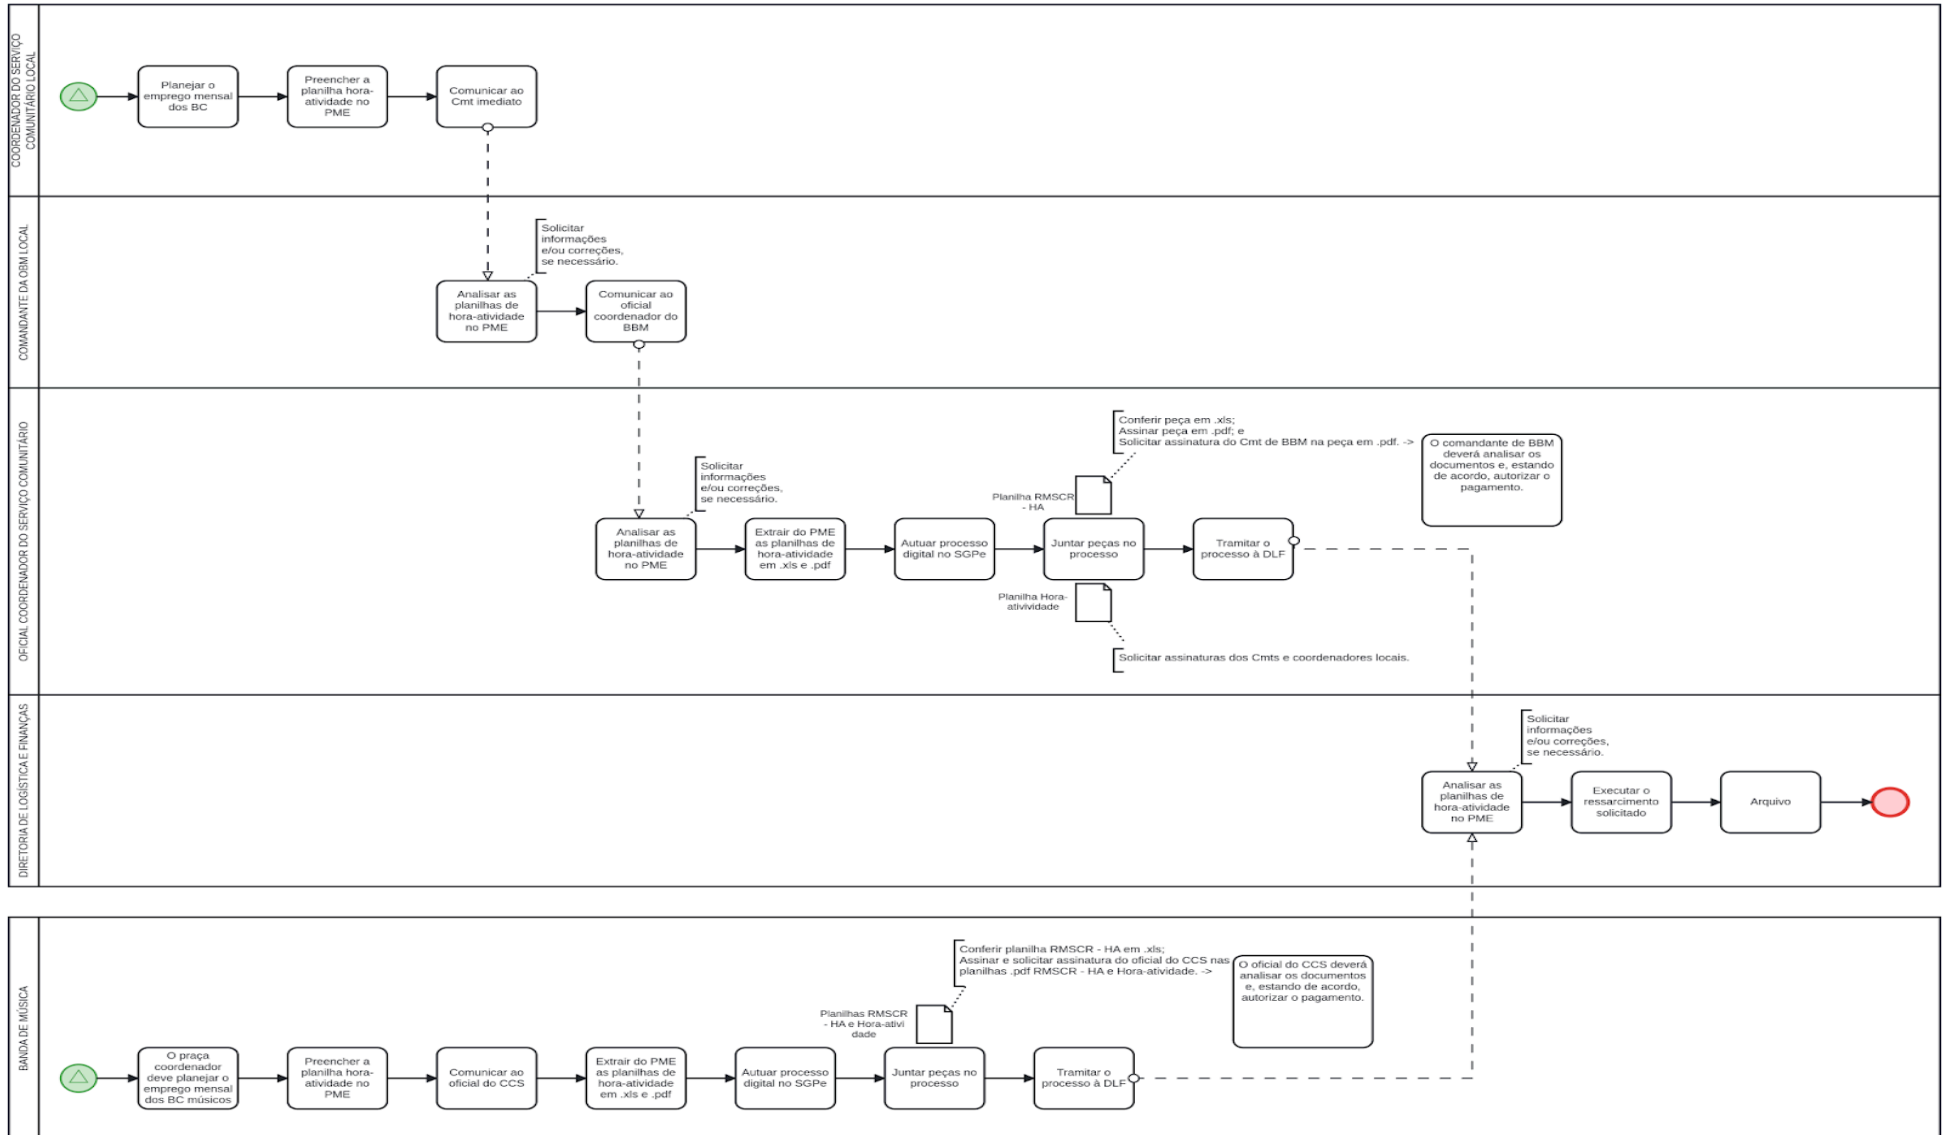 COORDENADOR DO SERVIÇO
COMUNITÁRIO LOCAL
Planejar o
emprego mensal
dos BC
Preencher a
planilha hora-
atividade no
PME
Comunicar ao
Cmt imediato
COMANDANTE DA OBM LOCAL
Solicitar
informações
e/ou correções,
se necessário.
Analisar as
planilhas de
hora-atividade
no PME
Comunicar ao
oficial
coordenador do
BBM
OFICIAL COORDENADOR DO SERVIÇO COMUNITÁRIO
Solicitar
informações
e/ou correções,
se necessário.
Analisar as
planilhas de
hora-atividade
no PME
Extrair do PME
as planilhas de
hora-atividade
em .xls e .pdf
Autuar processo
digital no SGPe
Conferir peça em .xls;
Assinar peça em .pdf; e
Solicitar assinatura do Cmt de BBM na peça em .pdf. ->
Planilha RMSCR
- HA
Juntar peças no
processo
Planilha Hora-
ativividade
Solicitar assinaturas dos Cmts e coordenadores locais.
Tramitar o
processo à DLF
O comandante de BBM
deverá analisar os
documentos e, estando
de acordo, autorizar o
pagamento.
DIRETORIA DE LOGÍSTICA E FINANÇAS
Solicitar
informações
e/ou correções,
se necessário.
Analisar as
planilhas de
hora-atividade
no PME
Executar o
ressarcimento
solicitado
Arquivo
BANDA DE MÚSICA
O praça
coordenador
deve planejar o
emprego mensal
dos BC músicos
Preencher a
planilha hora-
atividade no
PME
Comunicar ao
oficial do CCS
Extrair do PME
as planilhas de
hora-atividade
em .xls e .pdf
Autuar processo
digital no SGPe
Conferir planilha RMSCR - HA em .xls;
Assinar e solicitar assinatura do oficial do CCS nas
planilhas .pdf RMSCR - HA e Hora-atividade. ->
Planilhas RMSCR
- HA e Hora-ativi
dade
Juntar peças no
processo
Tramitar o
processo à DLF
O oficial do CCS deverá
analisar os documentos
e, estando de acordo,
autorizar o pagamento.